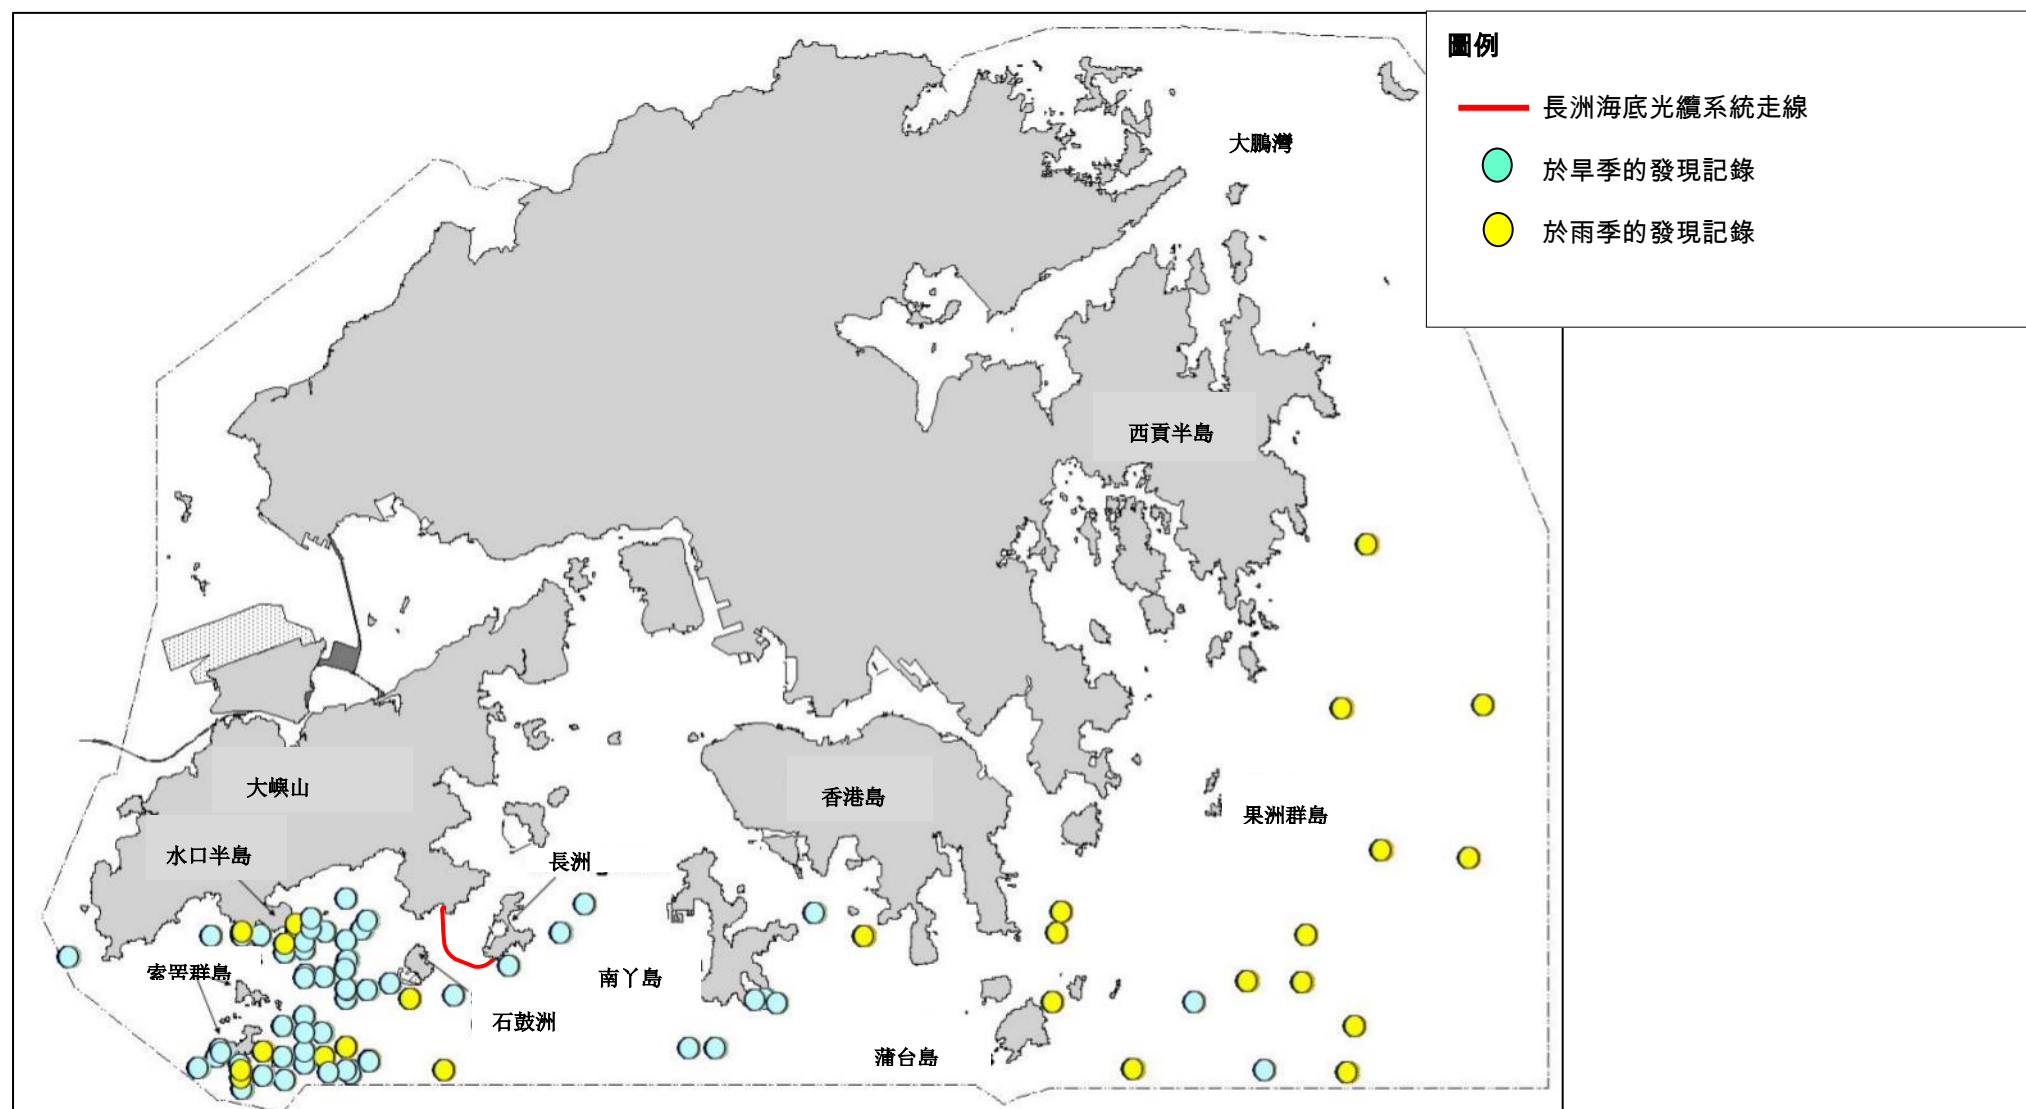 圖例
長洲海底光纜系統走線
於旱季的發現記錄
於雨季的發現記錄
大鵬灣
西貢半島
大嶼山
香港島
果洲群島
水口半島
長洲
索罟群島
南丫島
石鼓洲
蒲台島